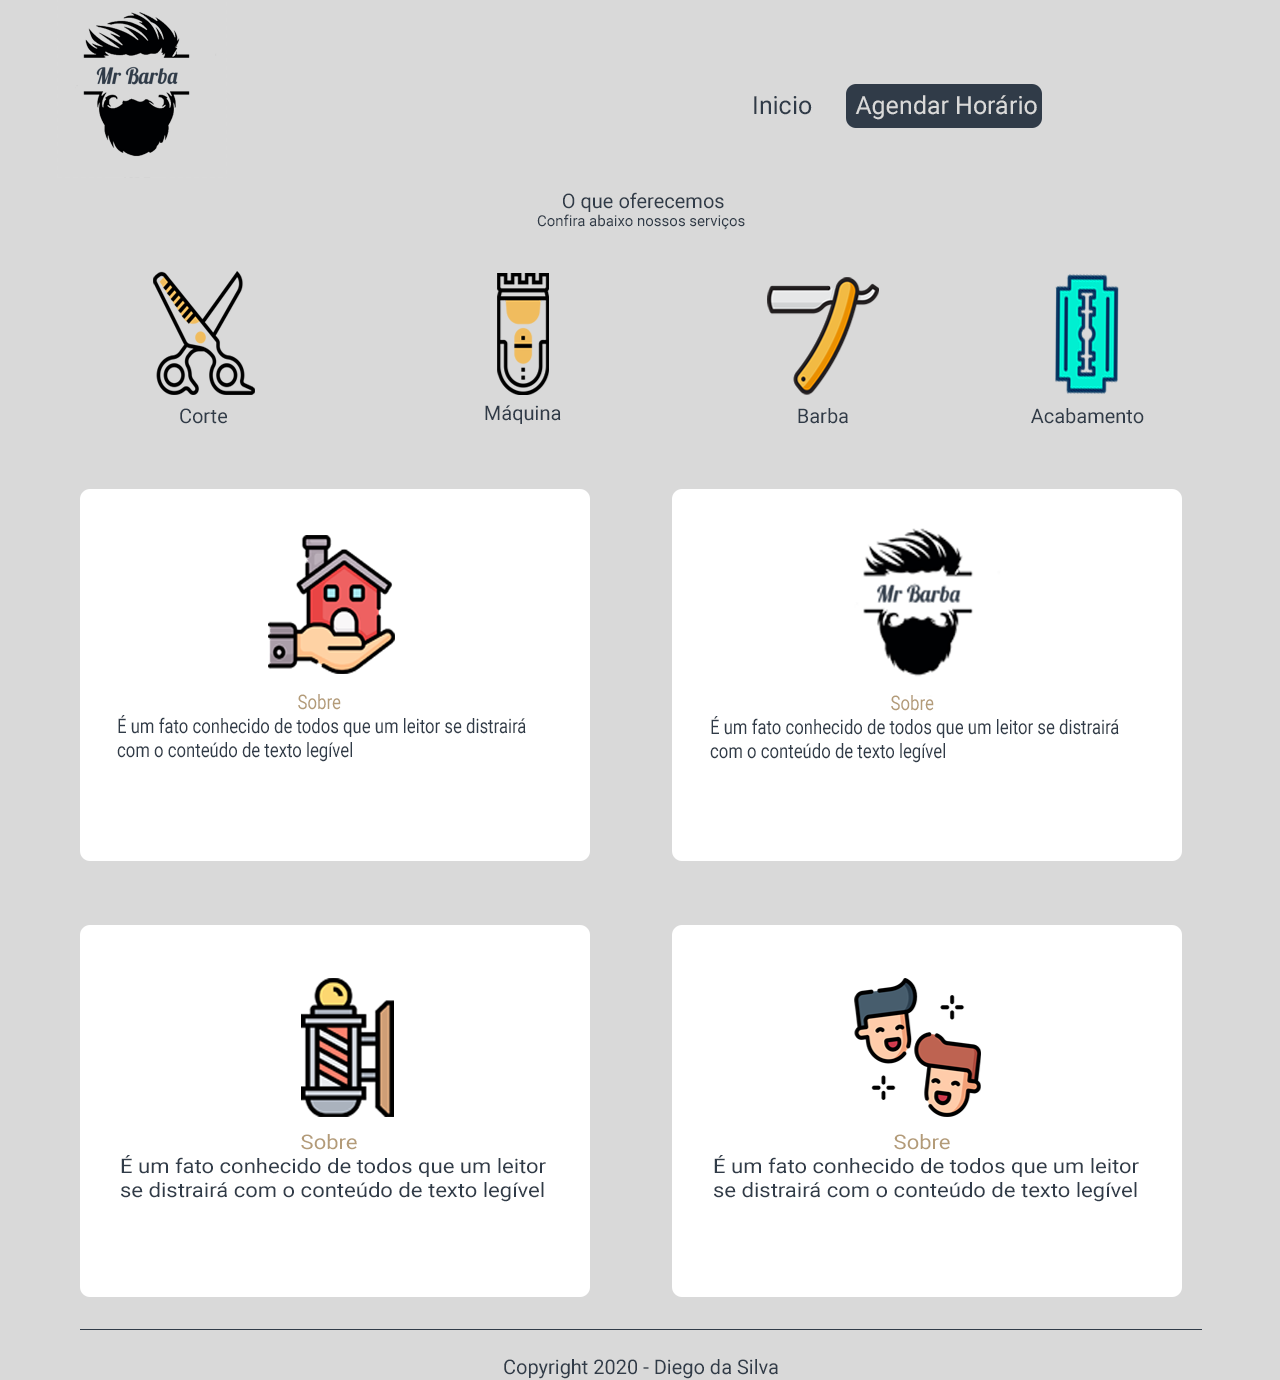 Mr Barba
Inicio
Agendar Horário
O que oferecemos
Confira abaixo nossos serviços
Corte
Máquina
Barba
Acabamento
Sobre
É um fato conhecido de todos que um leitor se distrairá
com o conteúdo de texto legível
Mr Barba
Sobre
É um fato conhecido de todos que um leitor se distrairá
com o conteúdo de texto legível
Sobre
É um fato conhecido de todos que um leitor
se distrairá com o conteúdo de texto legível
Sobre
É um fato conhecido de todos que um leitor
se distrairá com o conteúdo de texto legível
Copyright 2020 - Diego da Silva